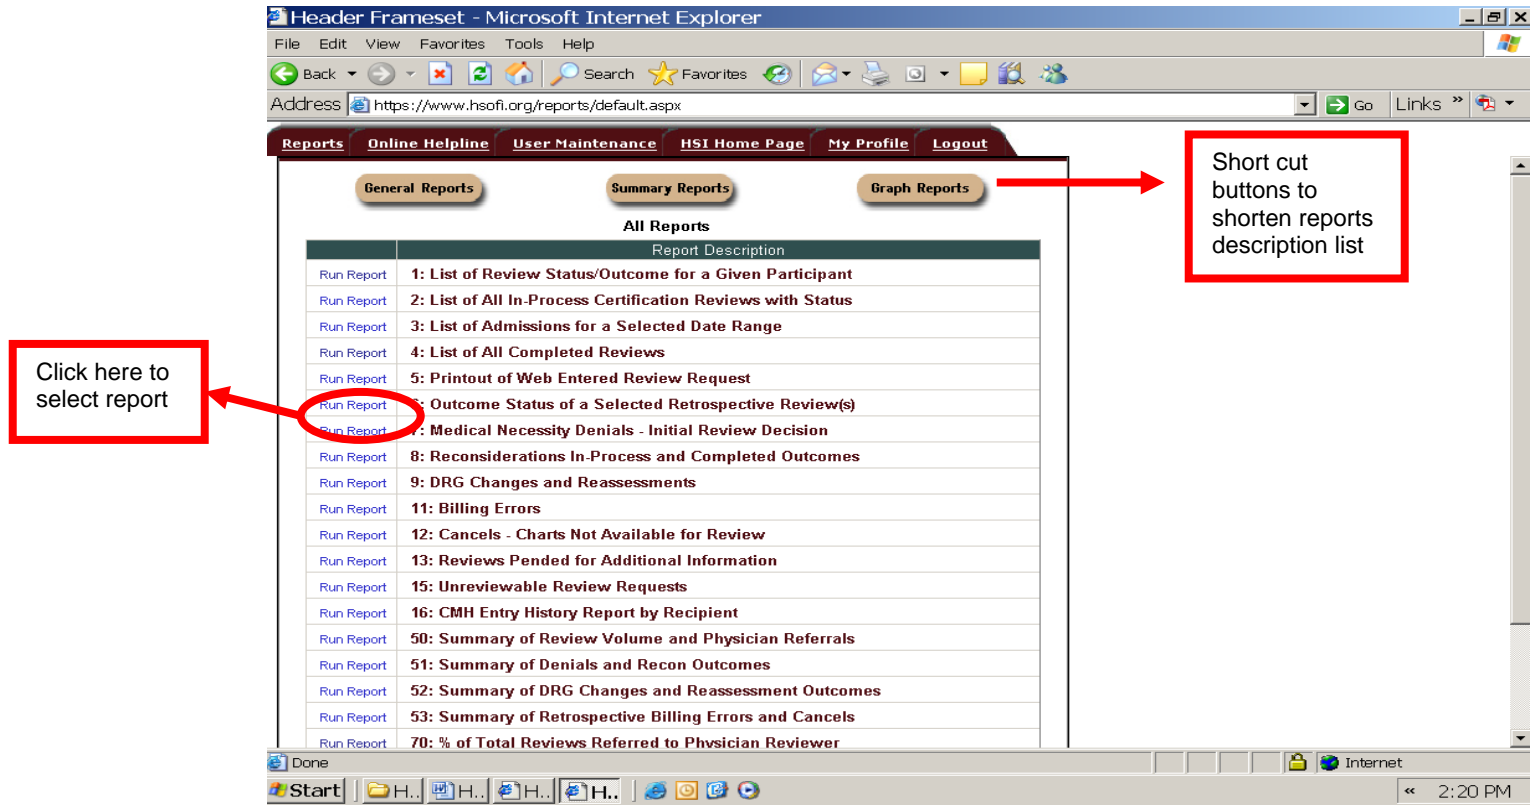 Header Frameset - Microsoft Internet Explorer
File Edit View Favorites Tools Help
Back Search Favorites
Address https://www.hsofi.org/reports/default.aspx Go Links »
Reports Online Helpline User Maintenance HSI Home Page My Profile Logout
General Reports Summary Reports Graph Reports
Short cut
buttons to
shorten reports
description list
All Reports
Report Description
Run Report 1: List of Review Status/Outcome for a Given Participant
Run Report 2: List of All In-Process Certification Reviews with Status
Run Report 3: List of Admissions for a Selected Date Range
Run Report 4: List of All Completed Reviews
Click here to
select report
Run Report 5: Printout of Web Entered Review Request
Run Report 6: Outcome Status of a Selected Retrospective Review(s)
Run Report 7: Medical Necessity Denials - Initial Review Decision
Run Report 8: Reconsiderations In-Process and Completed Outcomes
Run Report 9: DRG Changes and Reassessments
Run Report 11: Billing Errors
Run Report 12: Cancels - Charts Not Available for Review
Run Report 13: Reviews Pended for Additional Information
Run Report 15: Unreviewable Review Requests
Run Report 16: CMH Entry History Report by Recipient
Run Report 50: Summary of Review Volume and Physician Referrals
Run Report 51: Summary of Denials and Recon Outcomes
Run Report 52: Summary of DRG Changes and Reassessment Outcomes
Run Report 53: Summary of Retrospective Billing Errors and Cancels
Run Report 70: % of Total Reviews Referred to Physician Reviewer
Done Internet
Start H.. H.. H.. H.. « 2:20 PM